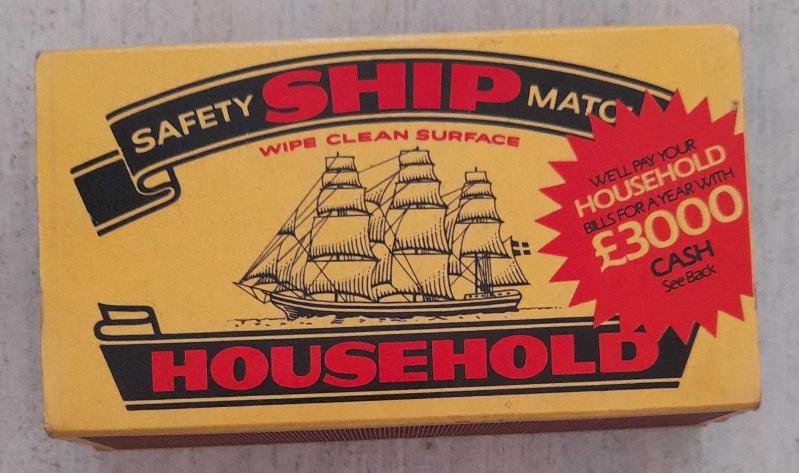 SAFETY SHIP MATC
WIPE CLEAN SURFACE
WE'LL PAY YOUR
HOUSEHOLD
BILLS FOR A YEAR WITH
£3000
CASH
See Back
HOUSEHOLD